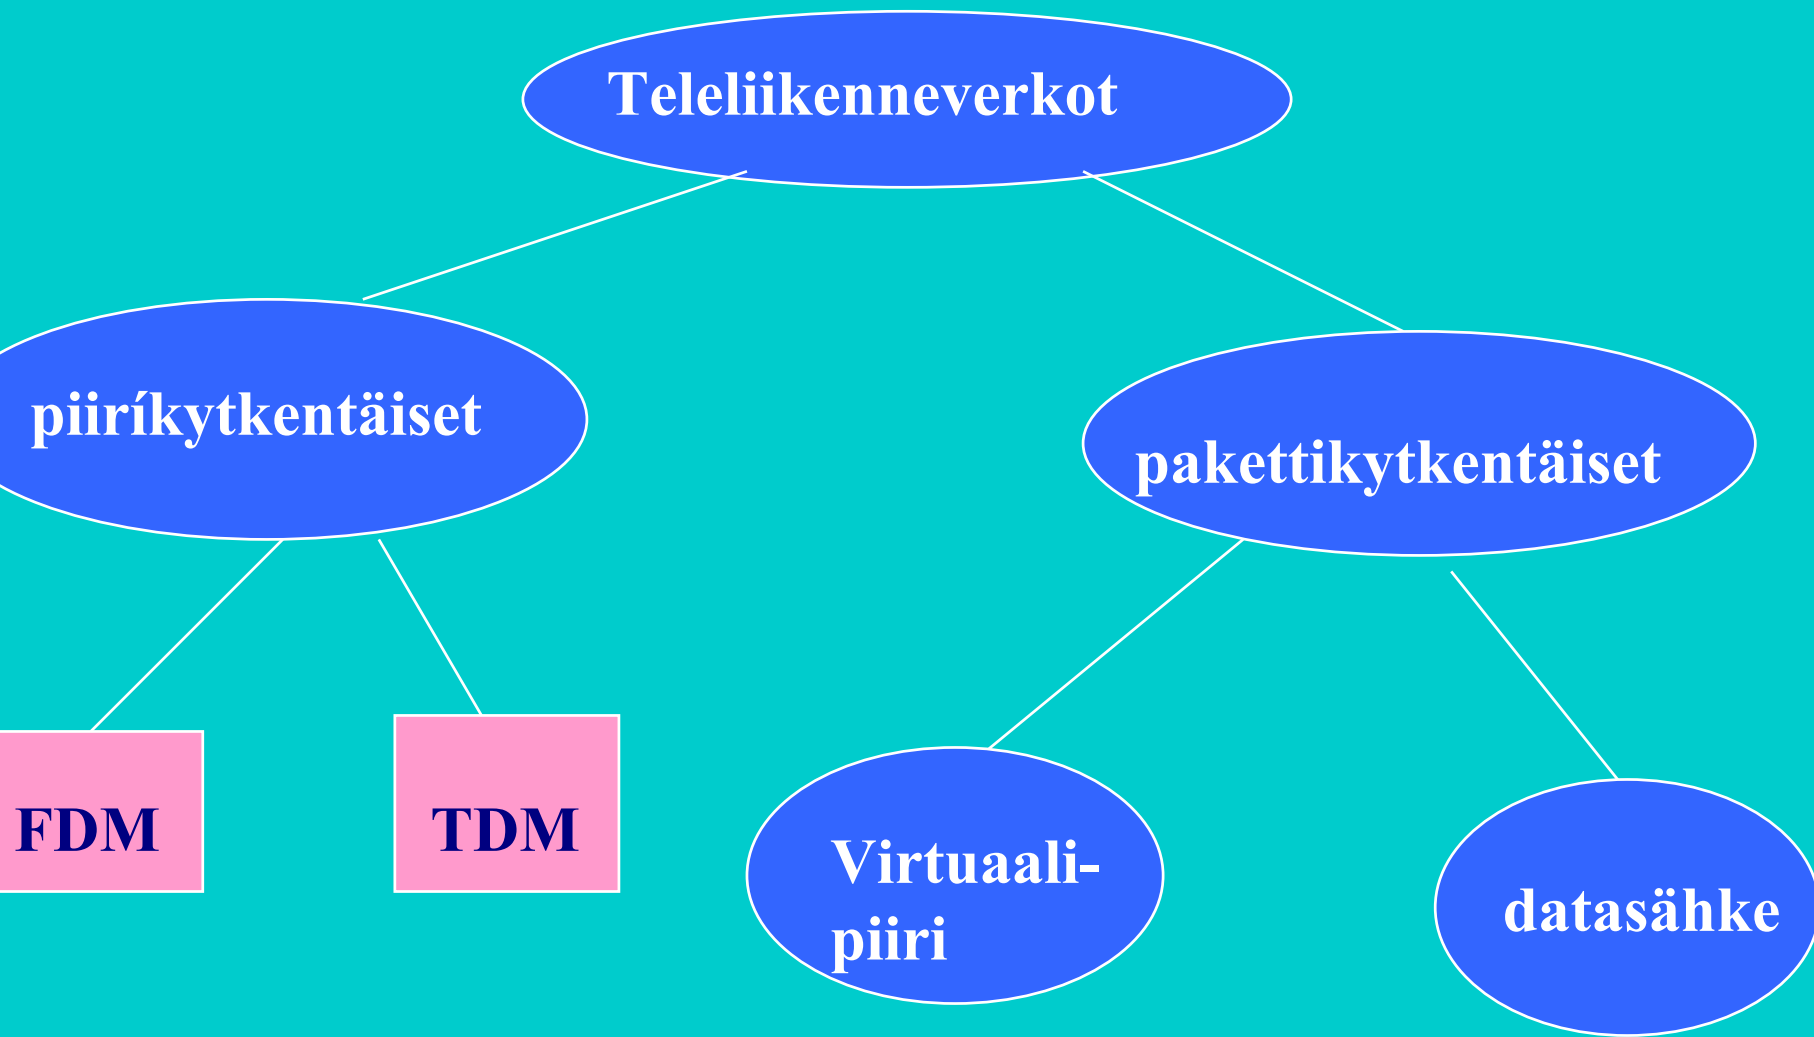 Teleliikenneverkot
piiríkytkentäiset
pakettikytkentäiset
FDM
TDM
Virtuaali-
piiri
datasähke